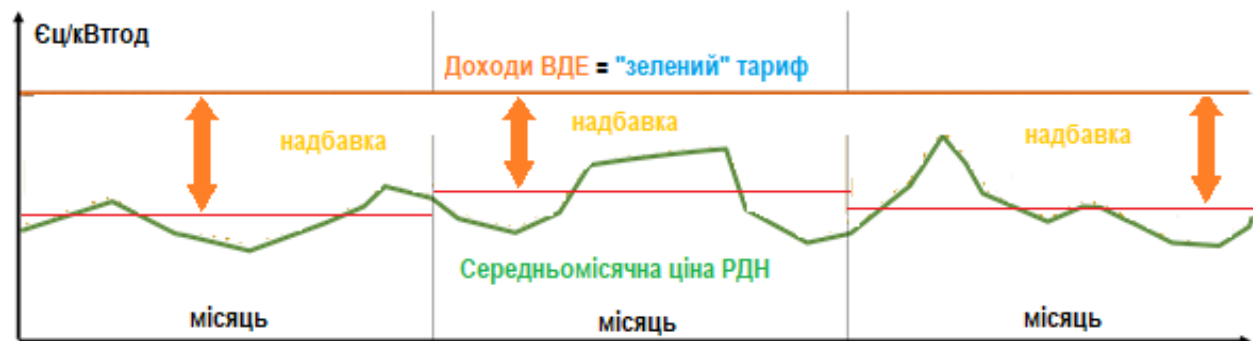 Єц/кВтгод
Доходи ВДЕ = "зелений" тариф
надбавка
надбавка
надбавка
Середньомісячна ціна РДН
місяць
місяць
місяць